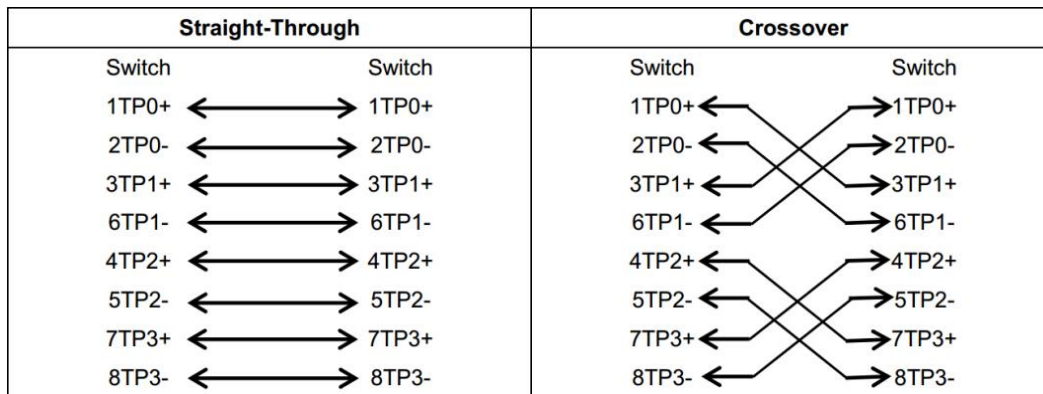 Straight-Through Crossover
Switch Switch Switch Switch
1TP0+ 1TP0+ 1TP0+ 1TP0+
2TP0- 2TP0- 2TP0- 2TP0-
3TP1+ 3TP1+ 3TP1+ 3TP1+
6TP1- 6TP1- 6TP1- 6TP1-
4TP2+ 4TP2+ 4TP2+ 4TP2+
5TP2- 5TP2- 5TP2- 5TP2-
7TP3+ 7TP3+ 7TP3+ 7TP3+
8TP3- 8TP3- 8TP3- 8TP3-